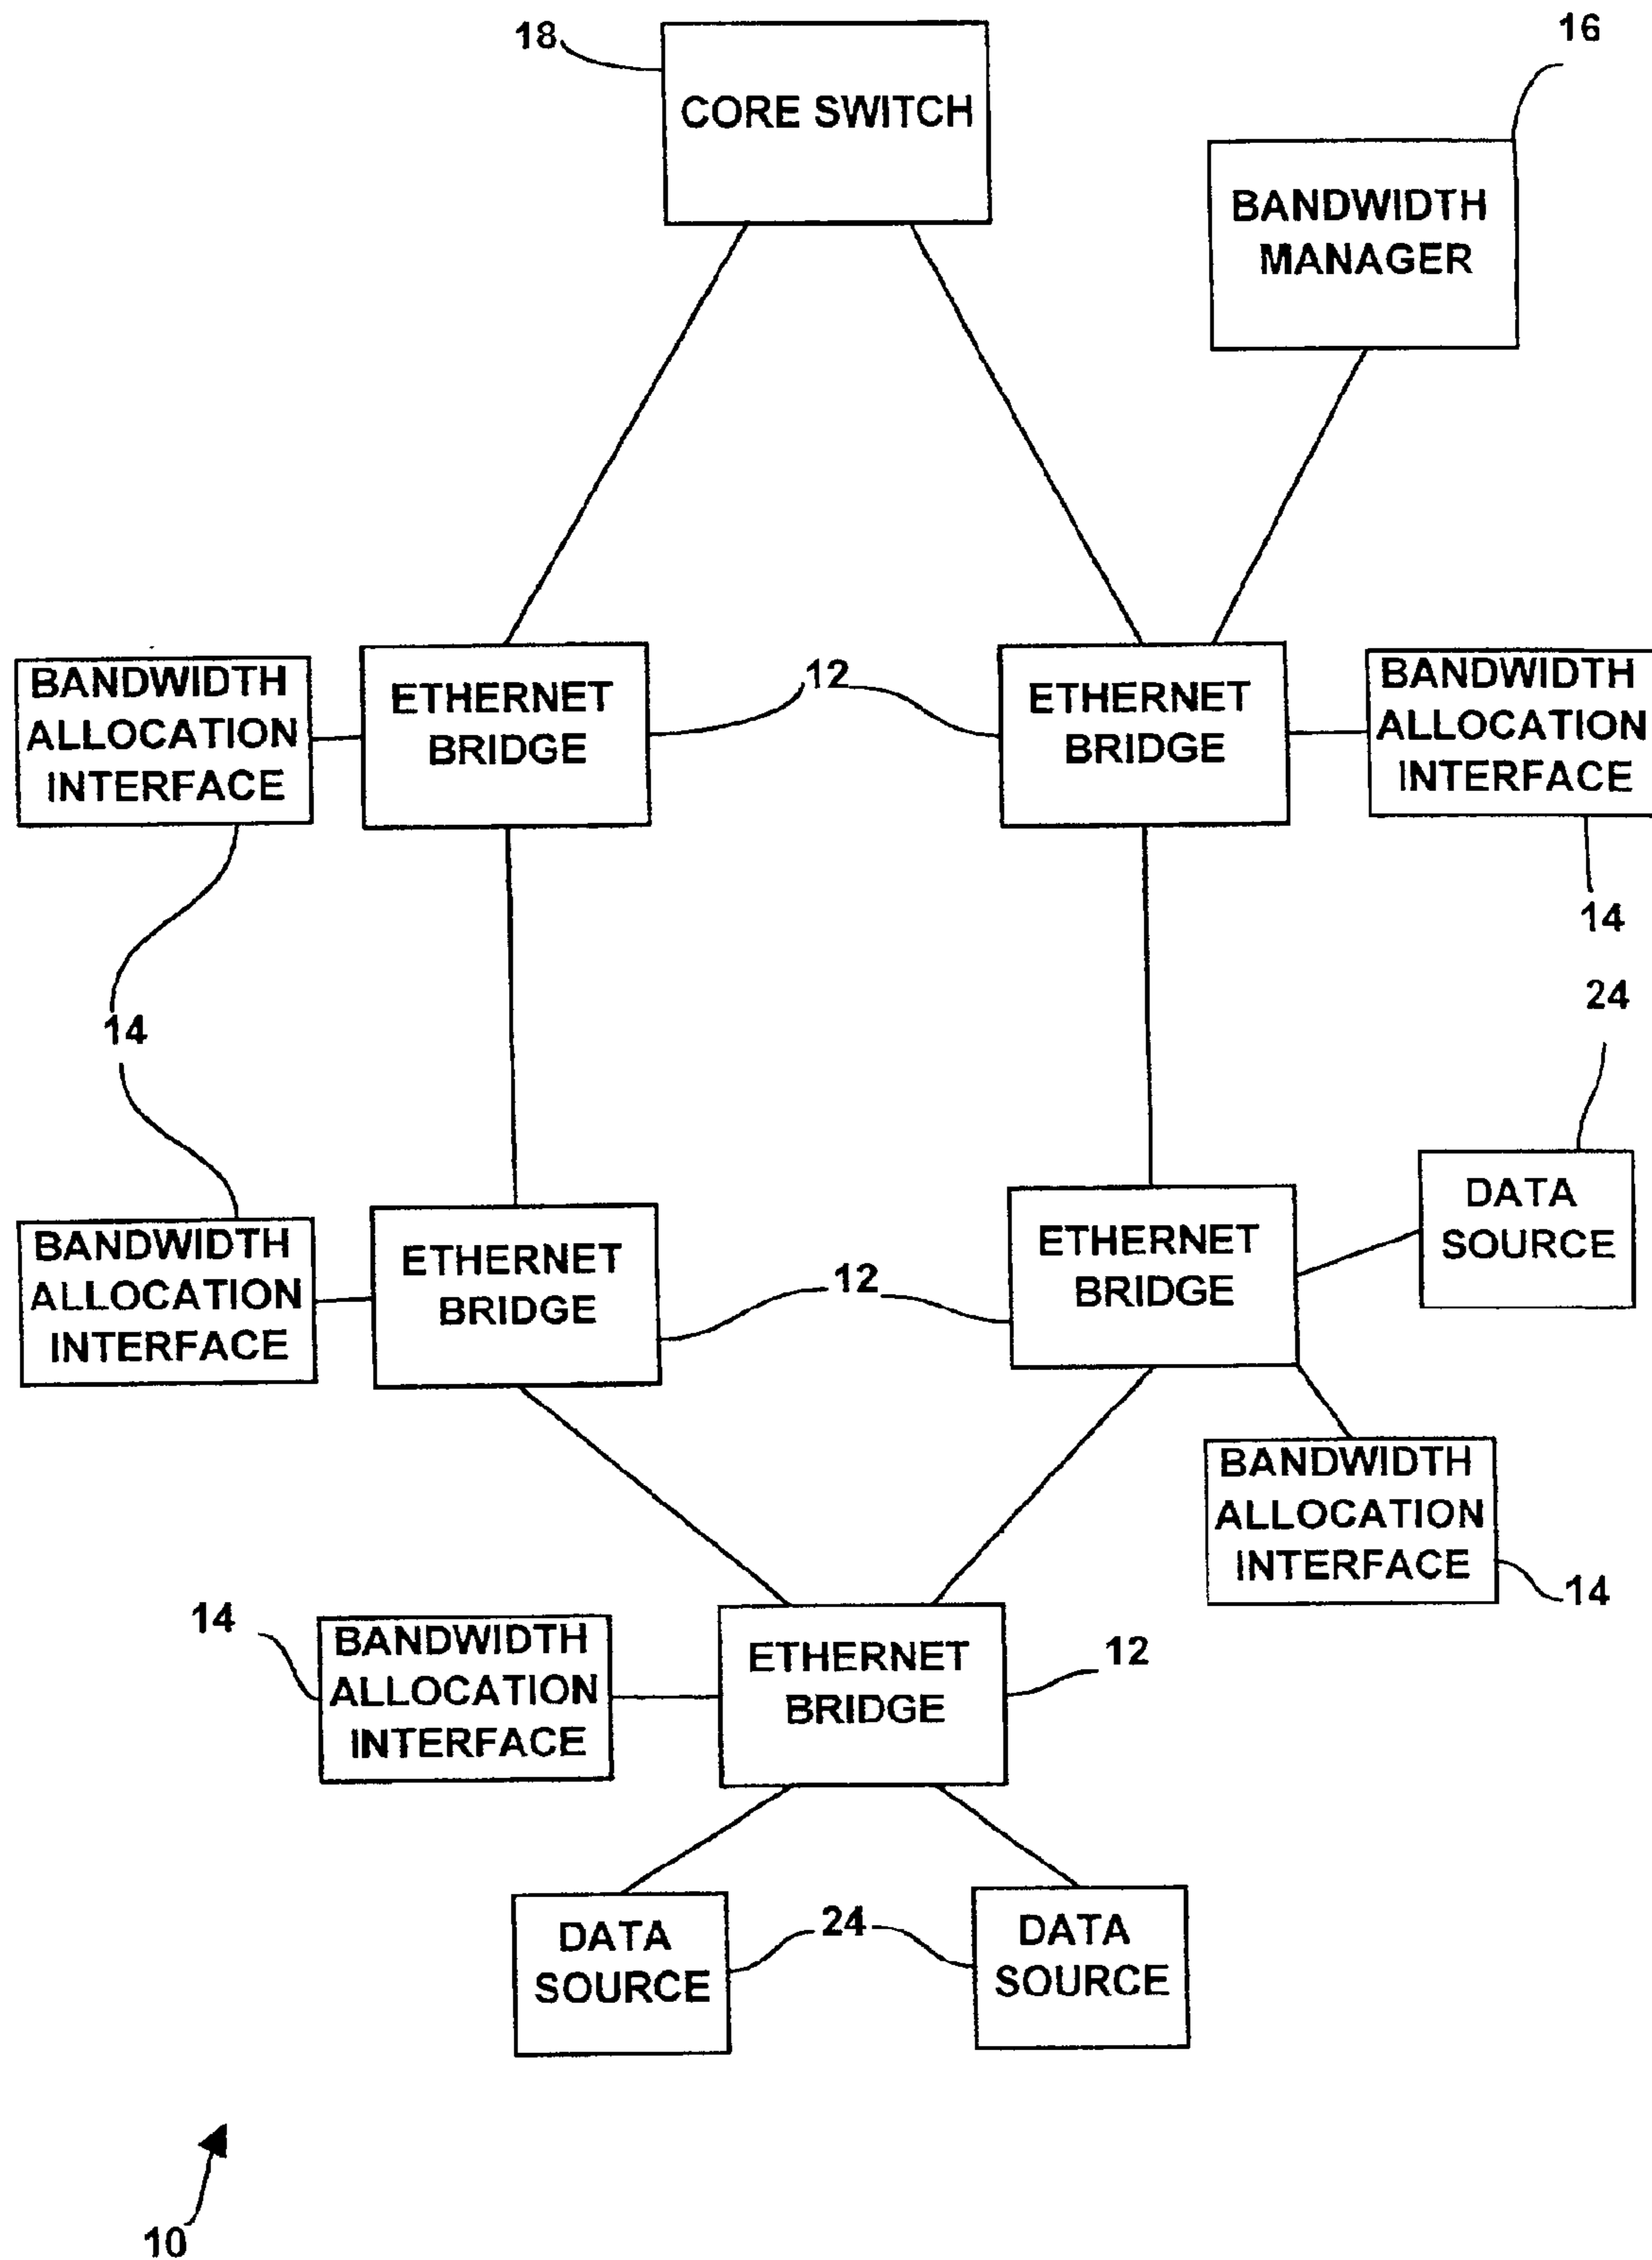 18
CORE SWITCH
16
BANDWIDTH
MANAGER
BANDWIDTH
ALLOCATION
INTERFACE
ETHERNET
BRIDGE
12
ETHERNET
BRIDGE
BANDWIDTH
ALLOCATION
INTERFACE
14
14
24
BANDWIDTH
ALLOCATION
INTERFACE
ETHERNET
BRIDGE
12
ETHERNET
BRIDGE
DATA
SOURCE
BANDWIDTH
ALLOCATION
INTERFACE
14
14
BANDWIDTH
ALLOCATION
INTERFACE
ETHERNET
BRIDGE
12
DATA
SOURCE
24
DATA
SOURCE
10